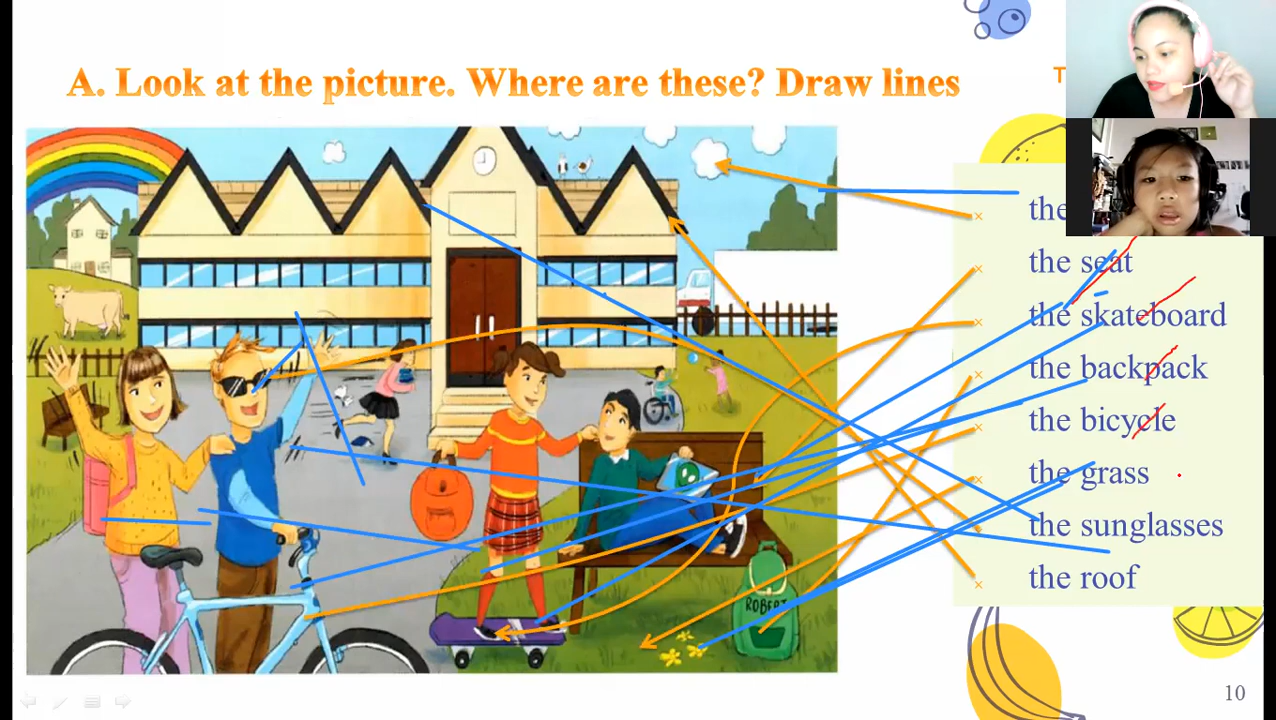 A. Look at the picture. Where are these? Draw lines
T
the
the seat
the skateboard
the backpack
the bicycle
the grass
the sunglasses
the roof
ROBERT
10